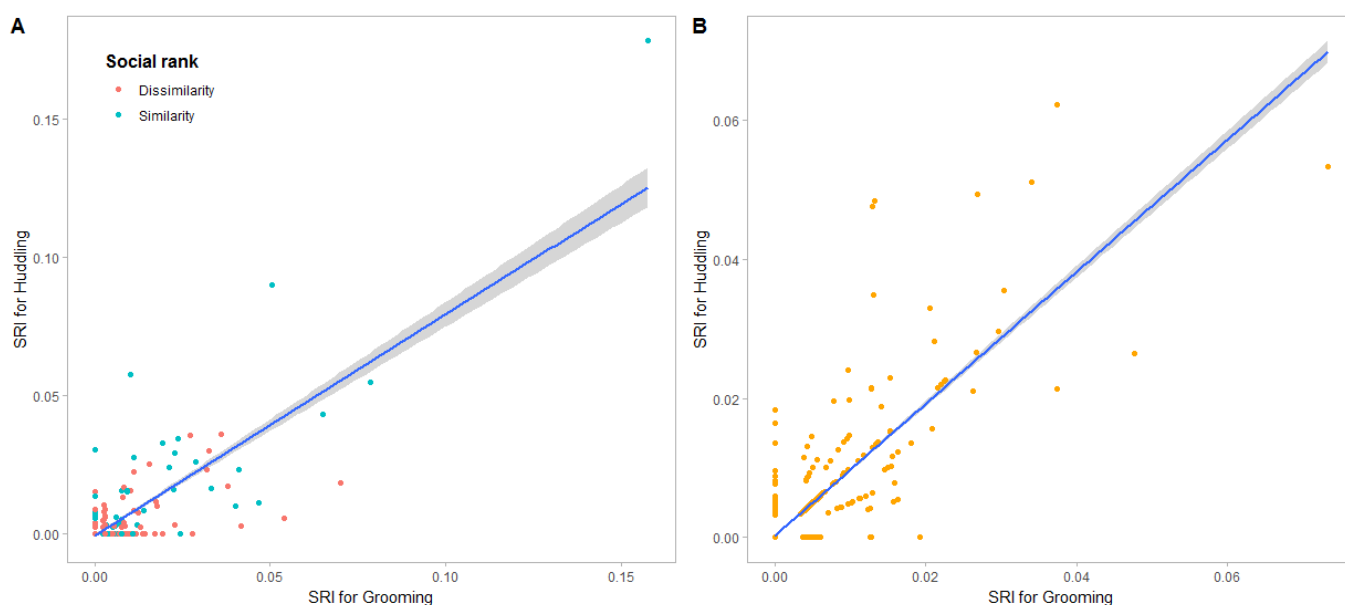 A
Social rank
Dissimilarity
Similarity
0.15
0.10
0.05
0.00
SRI for Huddling
0.00 0.05 0.10 0.15
SRI for Grooming
B
0.06
0.04
0.02
0.00
SRI for Huddling
0.00 0.02 0.04 0.06
SRI for Grooming